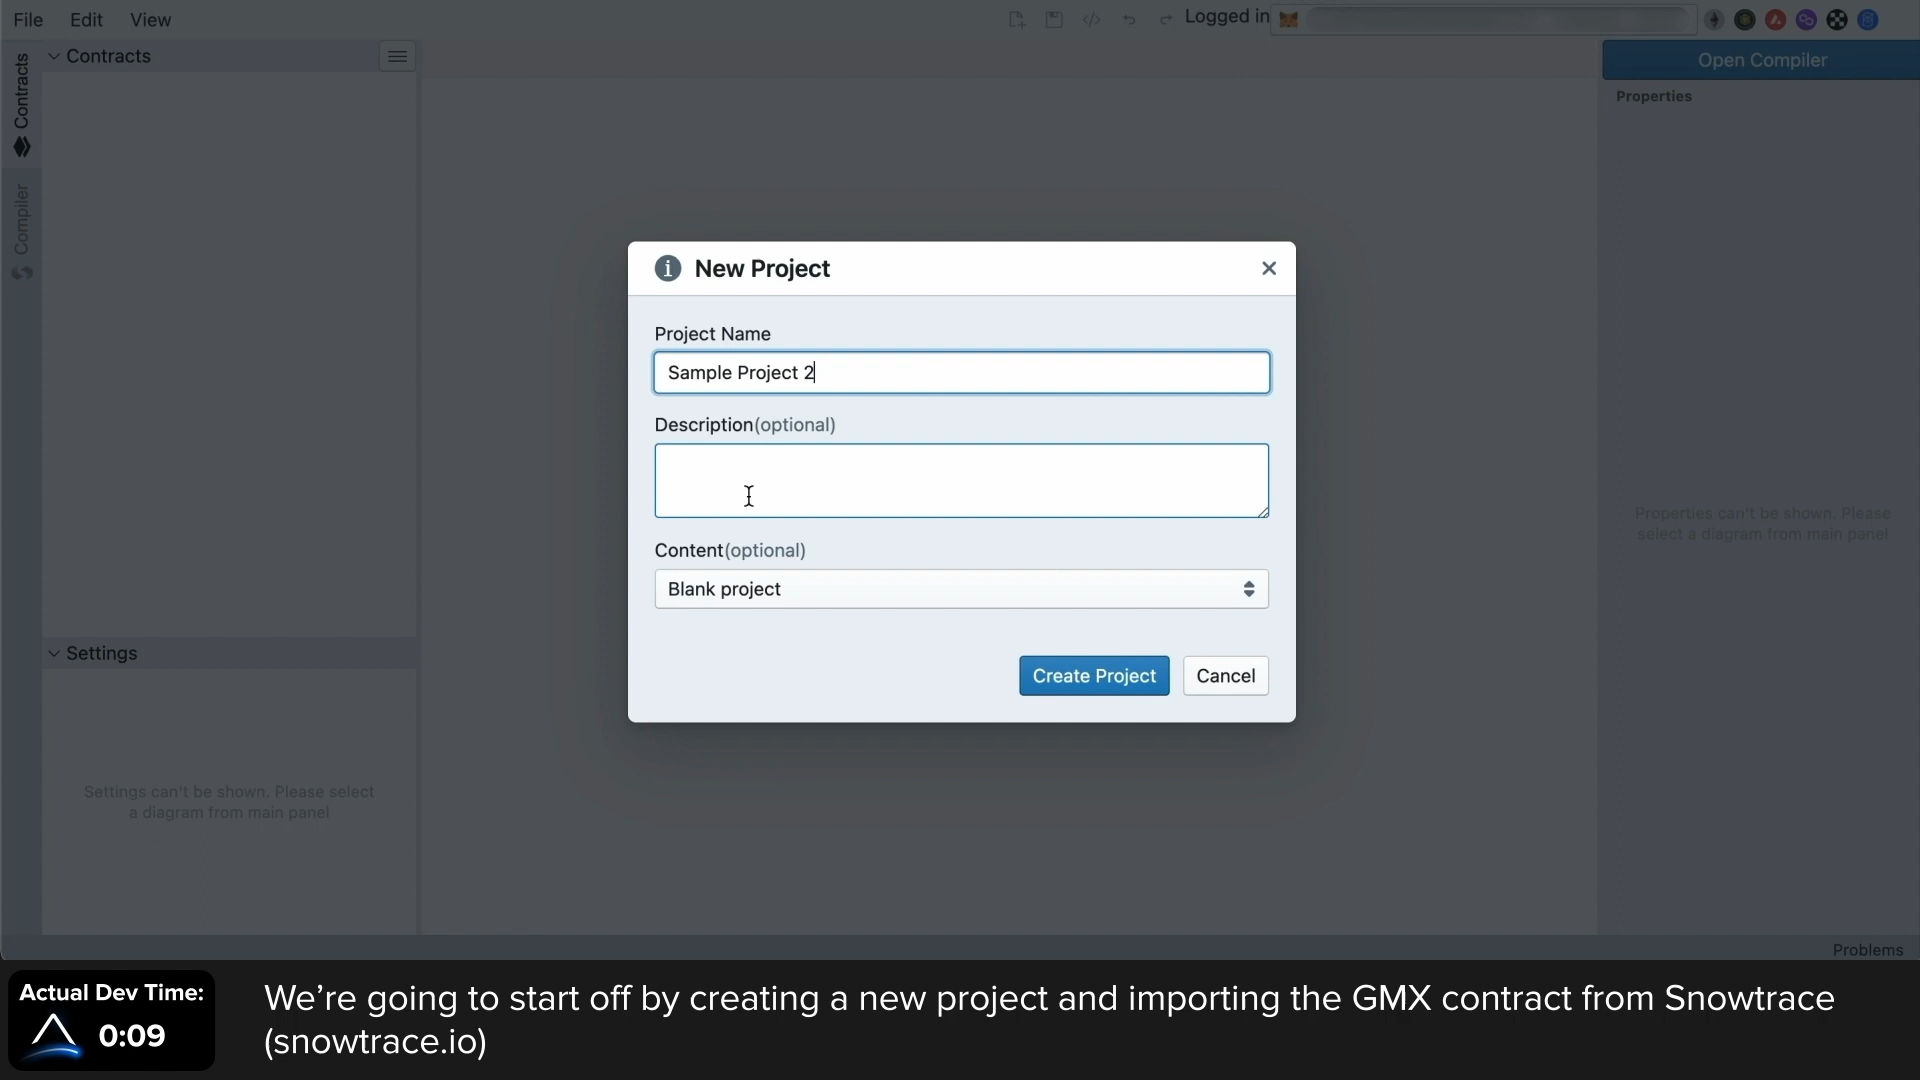 File Edit View
Logged in
Contracts
Open Compiler
Properties
Contracts
Compiler
New Project
Project Name
Sample Project 2
Description(optional)
Content(optional)
Blank project
Create Project Cancel
Properties can't be shown. Please
select a diagram from main panel
Settings
Settings can't be shown. Please select
a diagram from main panel
Problems
Actual Dev Time:
0:09
We’re going to start off by creating a new project and importing the GMX contract from Snowtrace
(snowtrace.io)